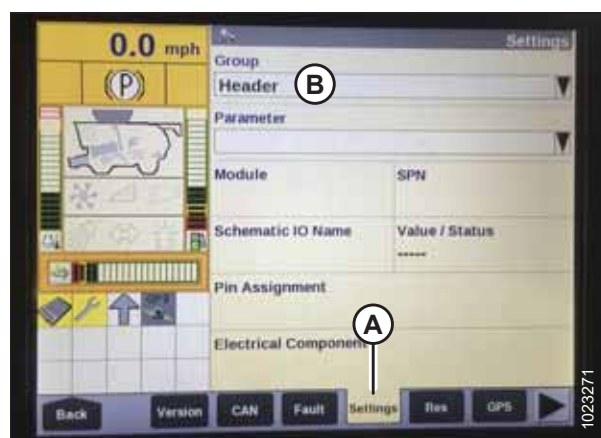 0.0 mph
(P)
Settings
Group
Header
B
Parameter
Module
SPN
Schematic IO Name
Value / Status
-----
Pin Assignment
A
Electrical Component
Back
Version
CAN
Fault
Settings
Res
GPS
1023271